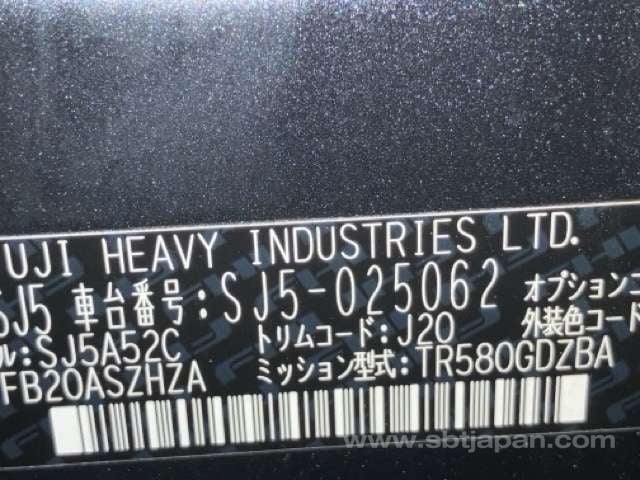 UJI HEAVY INDUSTRIES LTD.
SJ5 車台番号:SJ5-025062 オプションコ
ル:SJ5A52C トリムコード:J20 外装色コード
FB20ASZHZA ミッション型式:TR580GDZBA
www.sbtjapan.com